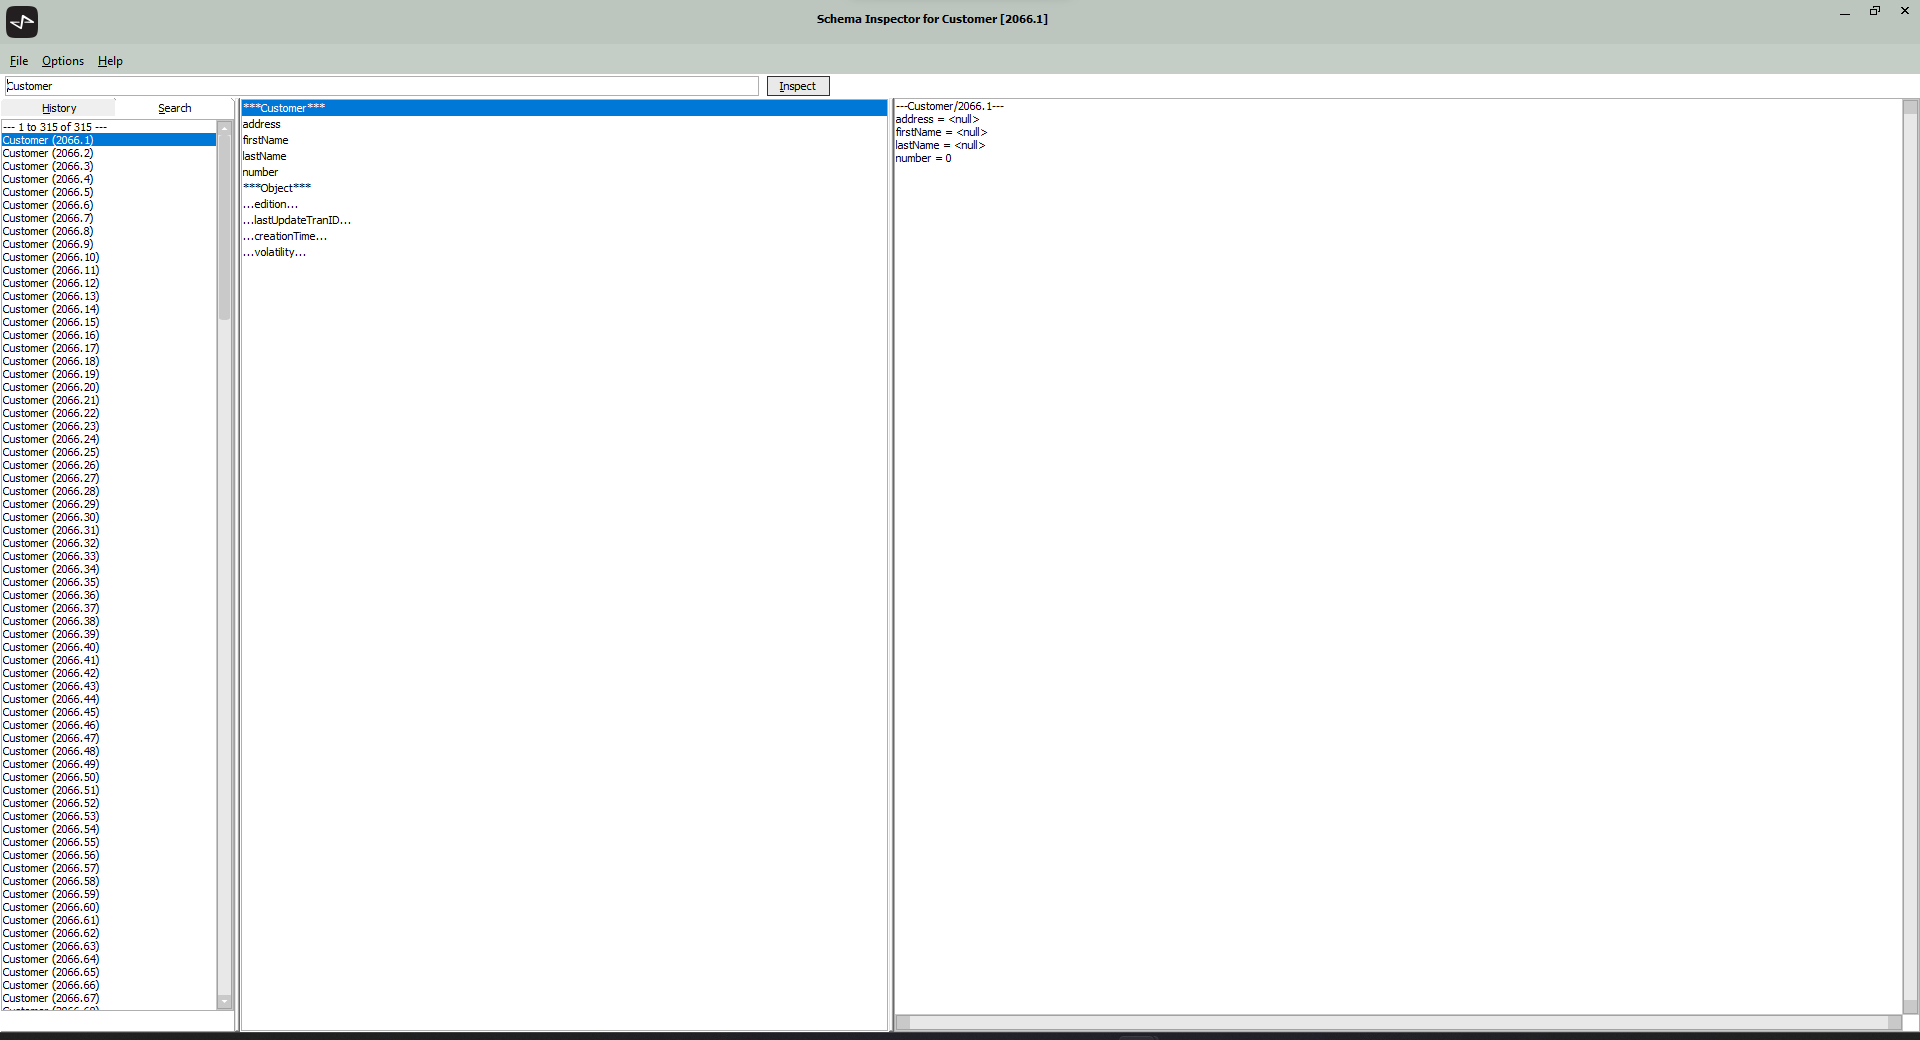 Schema Inspector for Customer [2066.1]
File Options Help
Customer
Inspect
History Search
--- 1 to 315 of 315 ---
Customer (2066.1)
Customer (2066.2)
Customer (2066.3)
Customer (2066.4)
Customer (2066.5)
Customer (2066.6)
Customer (2066.7)
Customer (2066.8)
Customer (2066.9)
Customer (2066.10)
Customer (2066.11)
Customer (2066.12)
Customer (2066.13)
Customer (2066.14)
Customer (2066.15)
Customer (2066.16)
Customer (2066.17)
Customer (2066.18)
Customer (2066.19)
Customer (2066.20)
Customer (2066.21)
Customer (2066.22)
Customer (2066.23)
Customer (2066.24)
Customer (2066.25)
Customer (2066.26)
Customer (2066.27)
Customer (2066.28)
Customer (2066.29)
Customer (2066.30)
Customer (2066.31)
Customer (2066.32)
Customer (2066.33)
Customer (2066.34)
Customer (2066.35)
Customer (2066.36)
Customer (2066.37)
Customer (2066.38)
Customer (2066.39)
Customer (2066.40)
Customer (2066.41)
Customer (2066.42)
Customer (2066.43)
Customer (2066.44)
Customer (2066.45)
Customer (2066.46)
Customer (2066.47)
Customer (2066.48)
Customer (2066.49)
Customer (2066.50)
Customer (2066.51)
Customer (2066.52)
Customer (2066.53)
Customer (2066.54)
Customer (2066.55)
Customer (2066.56)
Customer (2066.57)
Customer (2066.58)
Customer (2066.59)
Customer (2066.60)
Customer (2066.61)
Customer (2066.62)
Customer (2066.63)
Customer (2066.64)
Customer (2066.65)
Customer (2066.66)
Customer (2066.67)
***Customer***
address
firstName
lastName
number
***Object***
...edition...
...lastUpdateTranID...
...creationTime...
...volatility...
---Customer/2066.1---
address = <null>
firstName = <null>
lastName = <null>
number = 0